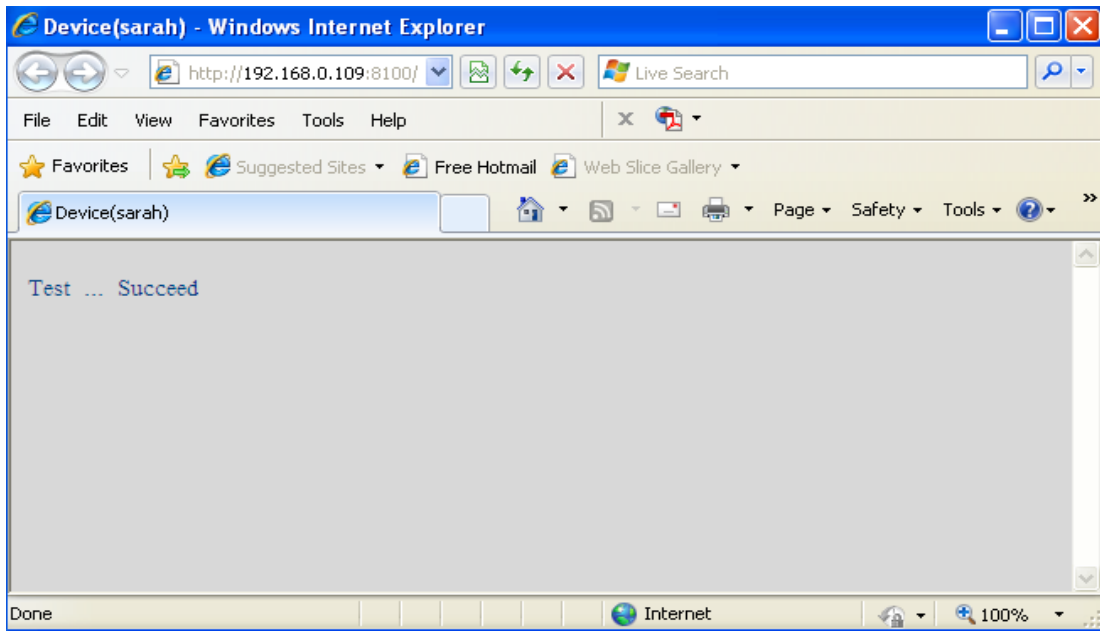 Device(sarah) - Windows Internet Explorer
http://192.168.0.109:8100/ Live Search
File Edit View Favorites Tools Help x
Favorites Suggested Sites Free Hotmail Web Slice Gallery
Device(sarah) Page Safety Tools »
Test ... Succeed
Done Internet 100%